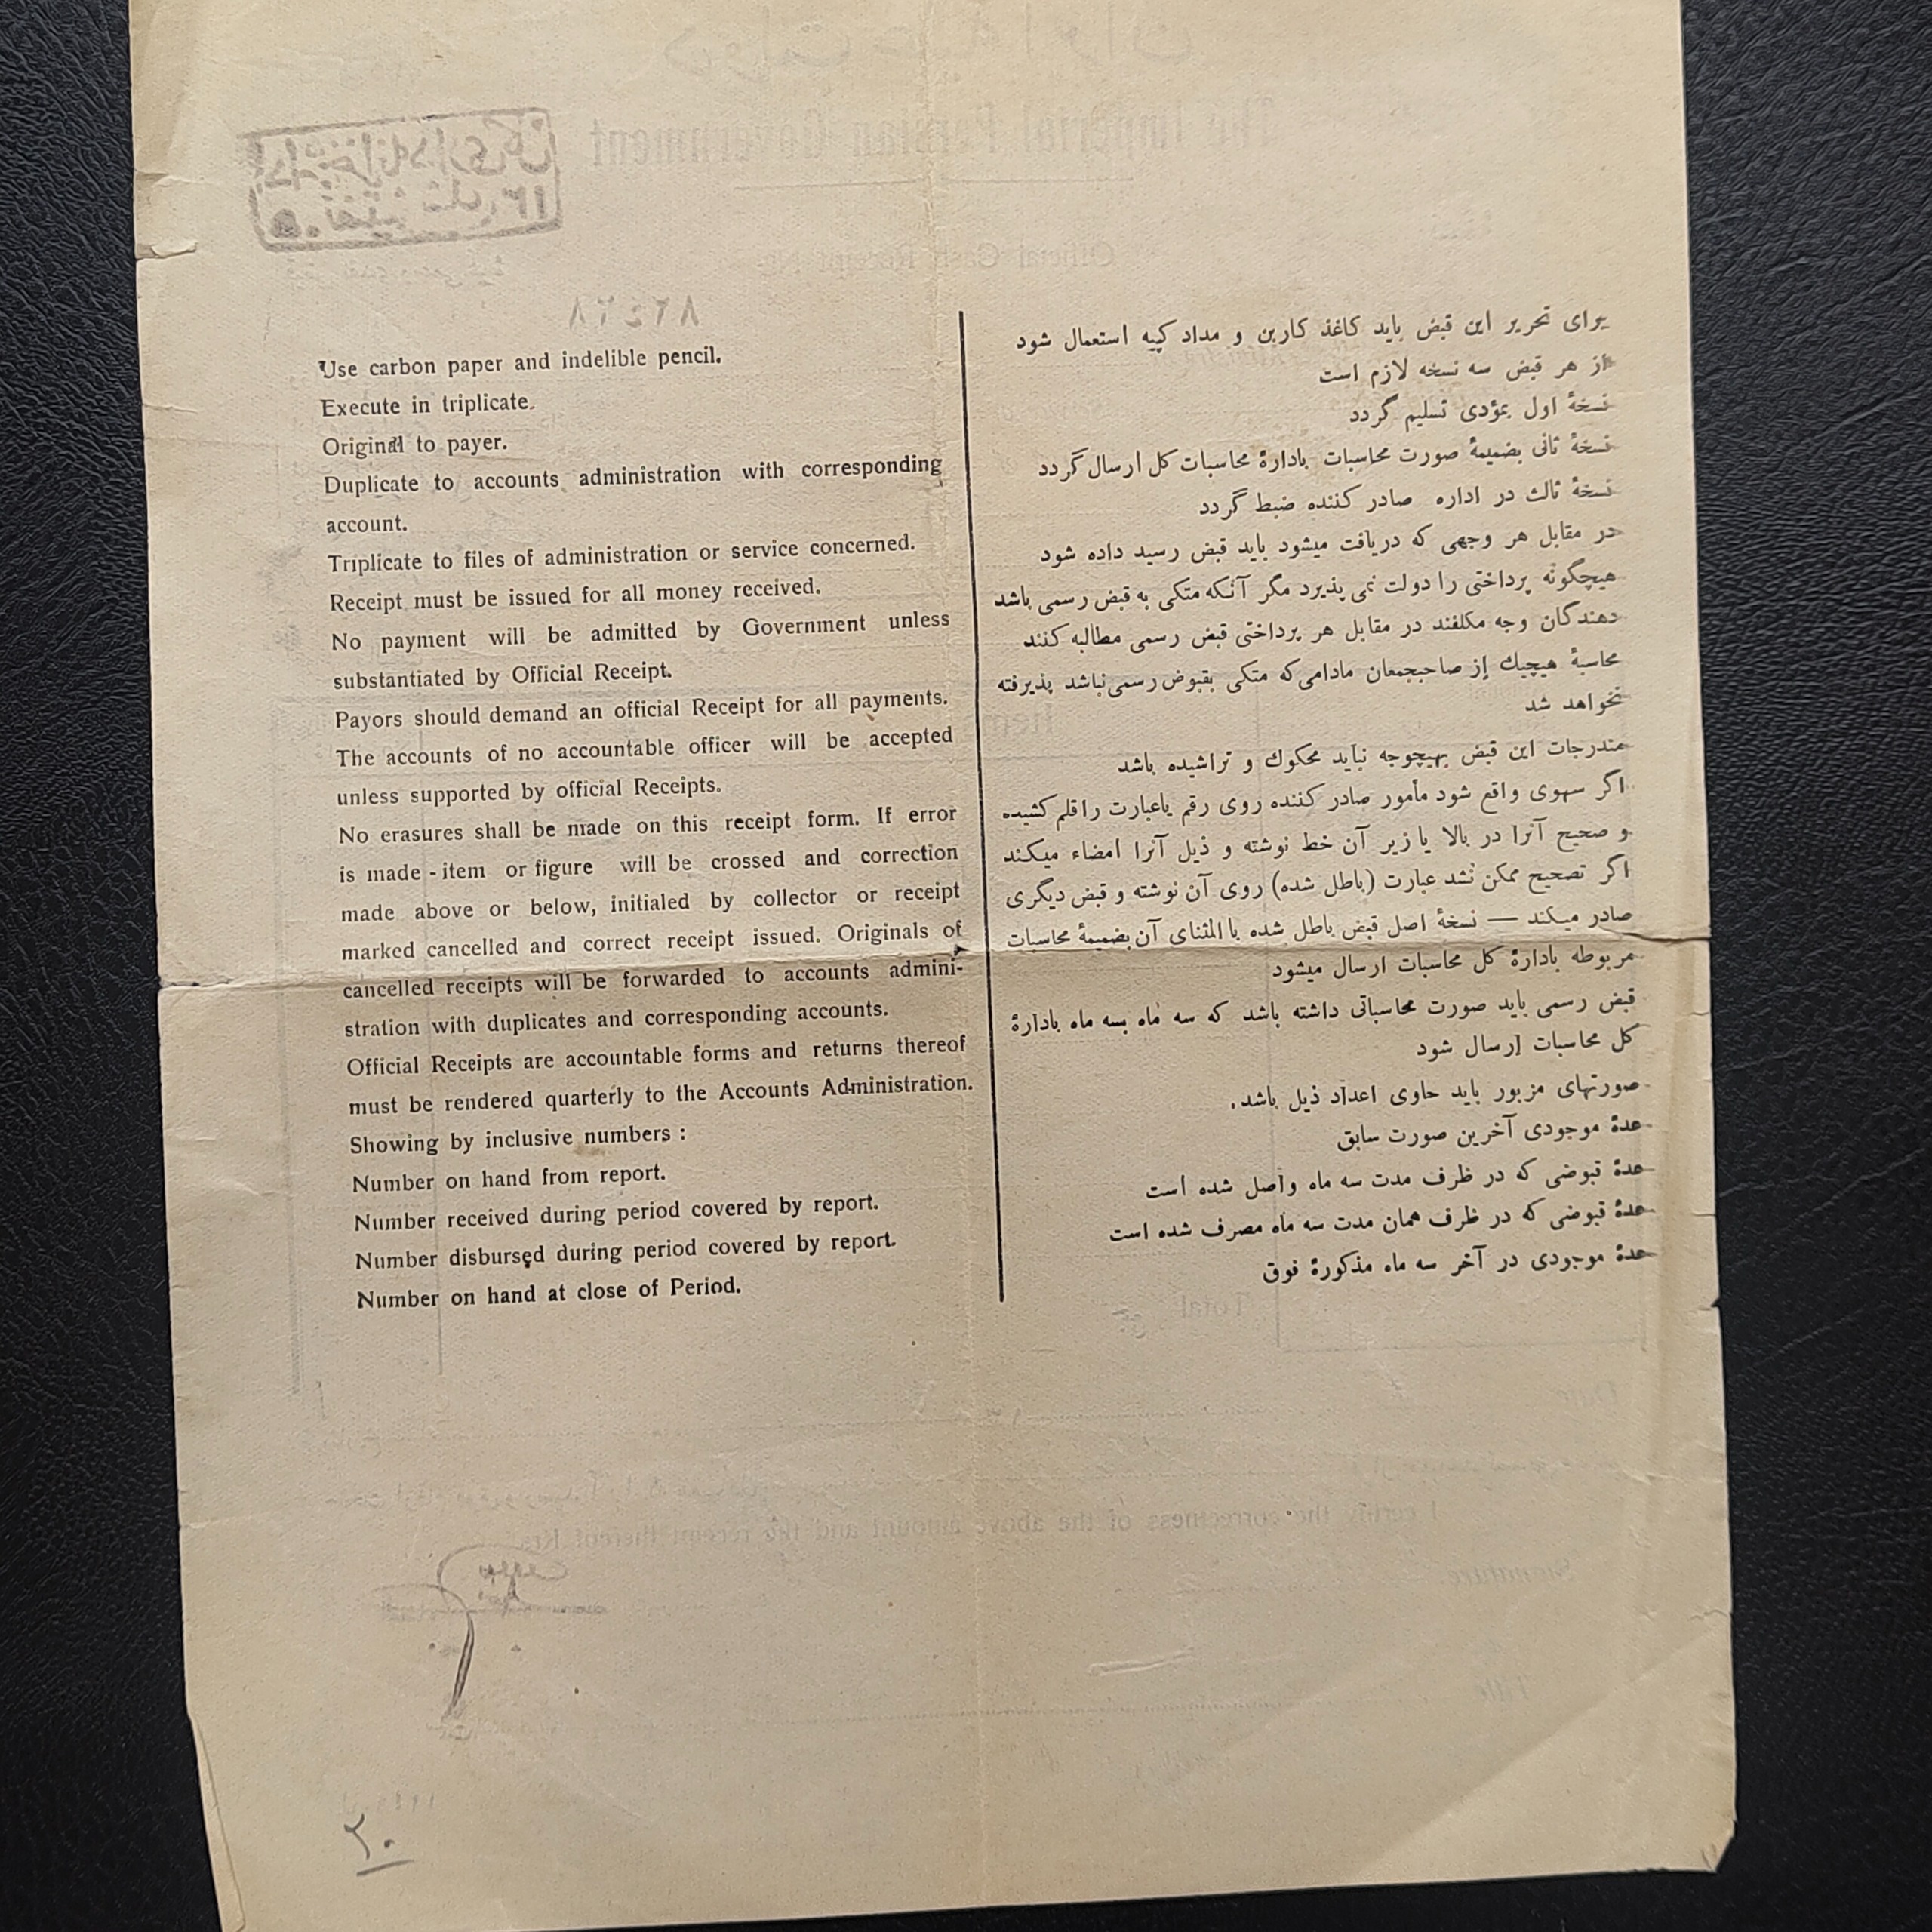 Use carbon paper and indelible pencil.
Execute in triplicate.
Original to payer.
Duplicate to accounts administration with corresponding
account.
Triplicate to files of administration or service concerned.
Receipt must be issued for all money received.
No payment will be admitted by Government unless
substantiated by Official Receipt.
Payors should demand an official Receipt for all payments.
The accounts of no accountable officer will be accepted
unless supported by official Receipts.
No erasures shall be made on this receipt form. If error
is made - item or figure will be crossed and correction
made above or below, initialed by collector or receipt
marked cancelled and correct receipt issued. Originals of
cancelled receipts will be forwarded to accounts admini-
stration with duplicates and corresponding accounts.
Official Receipts are accountable forms and returns thereof
must be rendered quarterly to the Accounts Administration.
Showing by inclusive numbers :
Number on hand from report.
Number received during period covered by report.
Number disbursed during period covered by report.
Number on hand at close of Period.
برای تحریر این قبض باید کاغذ کاربن و مداد کپیه استعمال شود
از هر قبض سه نسخه لازم است
نسخهٔ اول بمؤدی تسلیم گردد
نسخهٔ ثانی بضمیمهٔ صورت محاسبات بادارهٔ محاسبات کل ارسال گردد
نسخهٔ ثالث در اداره صادر کننده ضبط گردد
در مقابل هر وجهی که دریافت میشود باید قبض رسید داده شود
هیچگونه پرداختی را دولت نمی پذیرد مگر آنکه متکی به قبض رسمی باشد
دهندگان وجه مکلفند در مقابل هر پرداختی قبض رسمی مطالبه کنند
محاسبهٔ هیچیك از صاحبجمعان مادامی که متکی بقبوض رسمی نباشد پذیرفته
نخواهد شد
مندرجات این قبض بهیچوجه نباید محکوك و تراشیده باشد
اگر سهوی واقع شود مأمور صادر کننده روی رقم یاعبارت را قلم کشیده
و صحیح آنرا در بالا یا زیر آن خط نوشته و ذیل آنرا امضاء میکند
اگر تصحیح ممکن نشد عبارت (باطل شده) روی آن نوشته و قبض دیگری
صادر میکند — نسخهٔ اصل قبض باطل شده با المثنای آن بضمیمهٔ محاسبات
مربوطه بادارهٔ کل محاسبات ارسال میشود
قبض رسمی باید صورت محاسباتی داشته باشد که سه ماه بسه ماه بادارهٔ
کل محاسبات ارسال شود
صورتهای مزبور باید حاوی اعداد ذیل باشد.
عدهٔ موجودی آخرین صورت سابق
عدهٔ قبوضی که در ظرف مدت سه ماه واصل شده است
عدهٔ قبوضی که در ظرف همان مدت سه ماه مصرف شده است
عدهٔ موجودی در آخر سه ماه مذکورهٔ فوق
۲۰